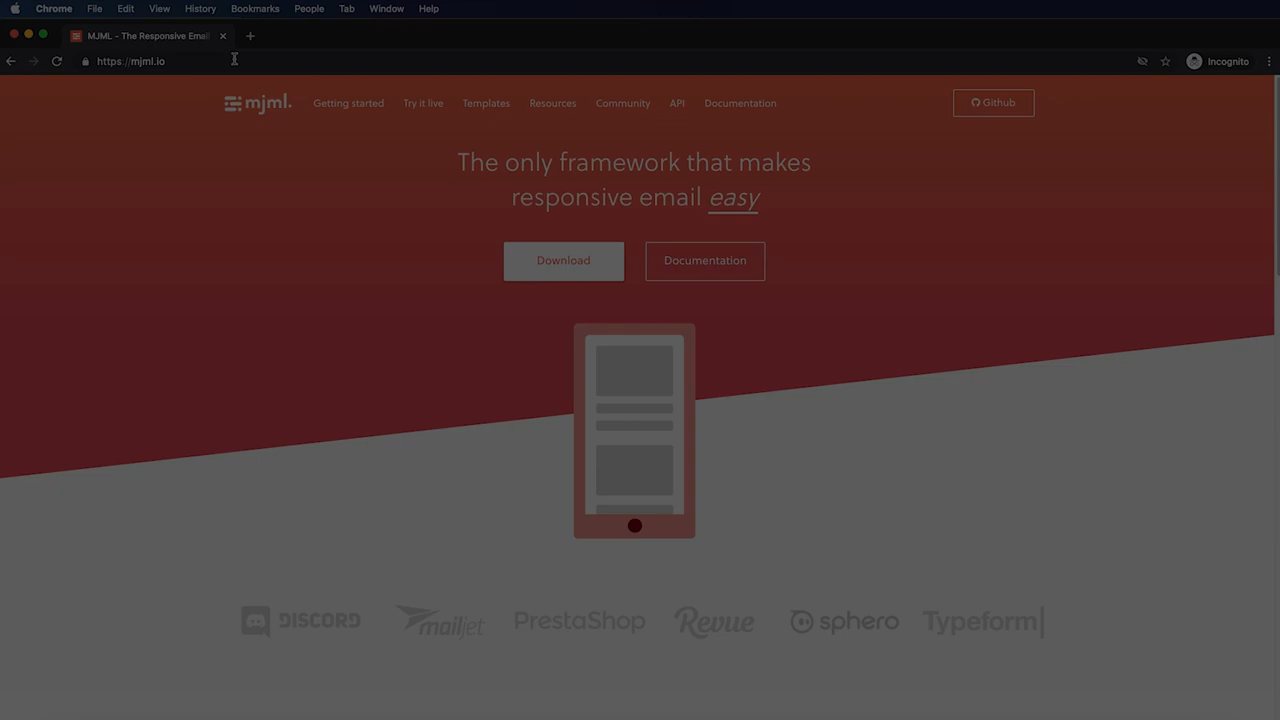 Chrome File Edit View History Bookmarks People Tab Window Help
MJML - The Responsive Email
https://mjml.io
Incognito
mjml.
Getting started Try it live Templates Resources Community API Documentation
Github
The only framework that makes
responsive email easy
Download
Documentation
DISCORD mailjet PrestaShop Revue sphero Typeform